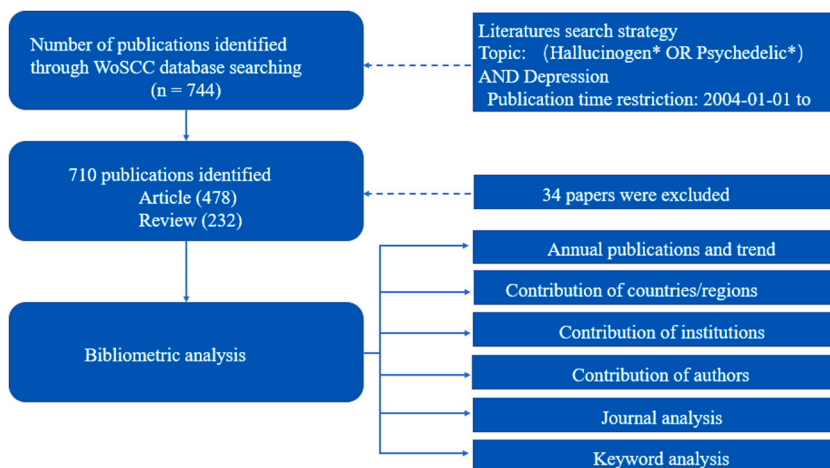 Number of publications identified
through WoSCC database searching
(n = 744)
Literatures search strategy
Topic: (Hallucinogen* OR Psychedelic*)
AND Depression
Publication time restriction: 2004-01-01 to
710 publications identified
Article (478)
Review (232)
34 papers were excluded
Bibliometric analysis
Annual publications and trend
Contribution of countries/regions
Contribution of institutions
Contribution of authors
Journal analysis
Keyword analysis